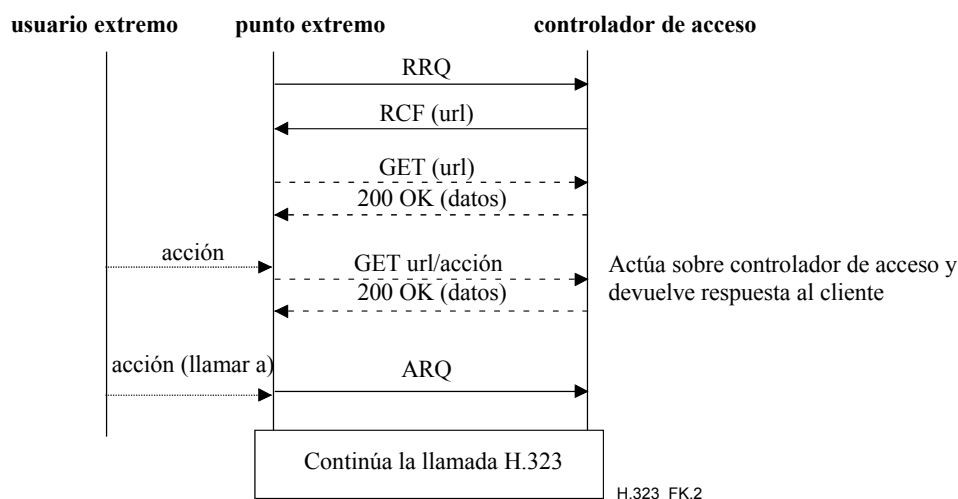 usuario extremo punto extremo controlador de acceso
RRQ
RCF (url)
GET (url)
200 OK (datos)
acción
GET url/acción
200 OK (datos)
Actúa sobre controlador de acceso y
devuelve respuesta al cliente
acción (llamar a)
ARQ
Continúa la llamada H.323
H.323_FK.2